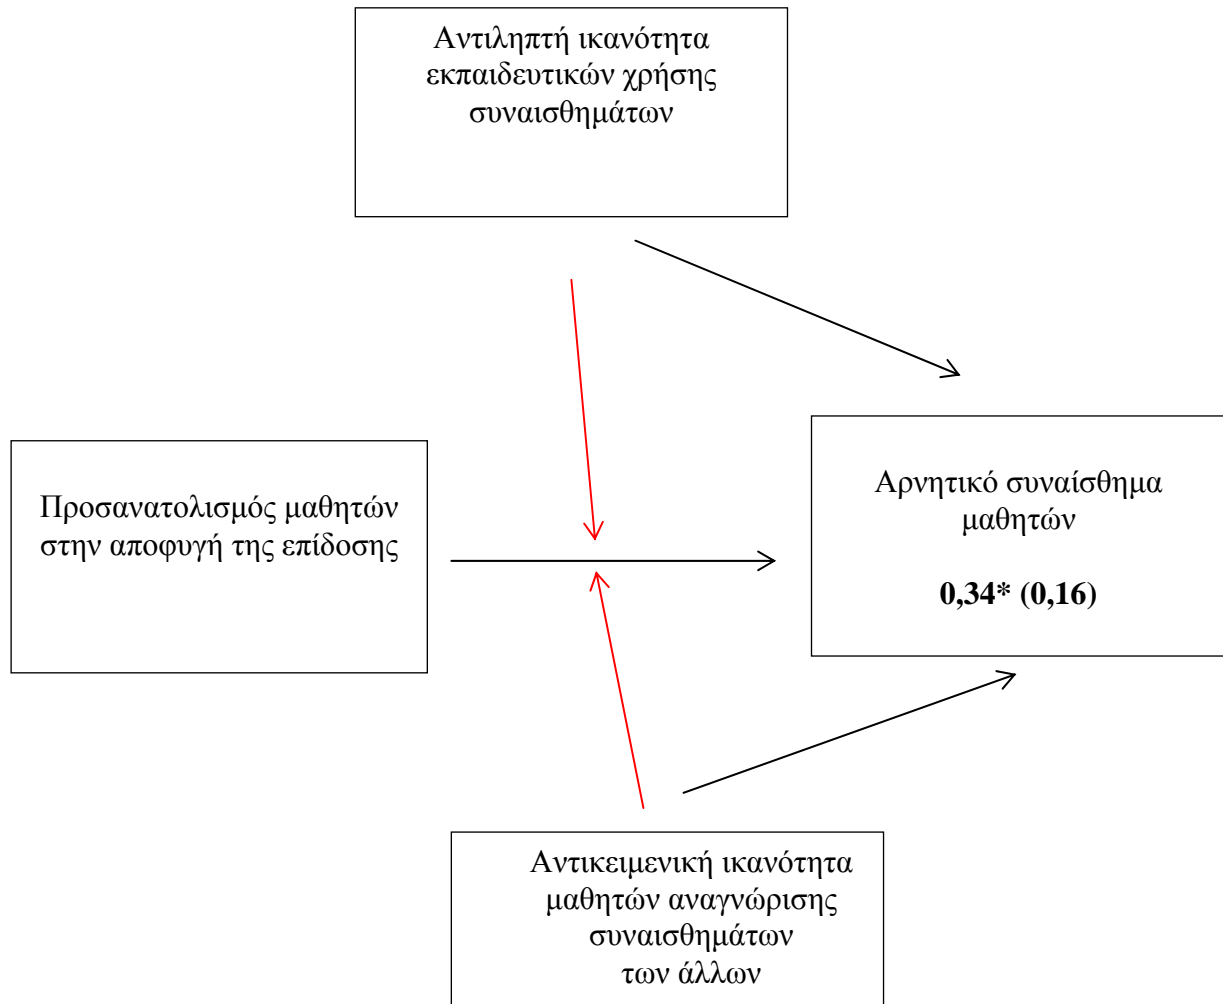 Αντιληπτή ικανότητα
εκπαιδευτικών χρήσης
συναισθημάτων
Προσανατολισμός μαθητών
στην αποφυγή της επίδοσης
Αρνητικό συναίσθημα
μαθητών
0,34* (0,16)
Αντικειμενική ικανότητα
μαθητών αναγνώρισης
συναισθημάτων
των άλλων